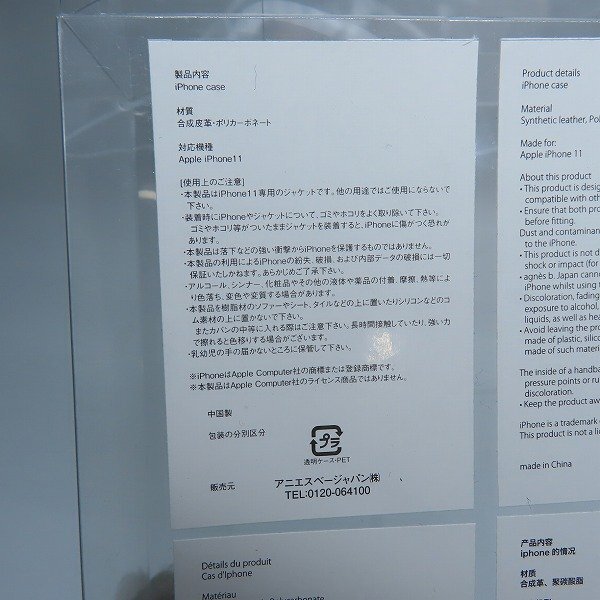 製品内容
iPhone case
材質
合成皮革・ポリカーボネート
対応機種
Apple iPhone11
[使用上のご注意]
・本製品はiPhone11専用のジャケットです。他の用途ではご使用にならないで
下さい。
・装着時にiPhoneやジャケットについて、ゴミやホコリをよく取り除いて下さい。
ゴミやホコリ等がついたままジャケットを装着すると、iPhoneに傷がつく恐れが
あります。
・本製品は落下などの強い衝撃からiPhoneを保護するものではありません。
・本製品の利用によるiPhoneの紛失、破損、および内部データの破損には一切
保証いたしかねます。あらかじめご了承下さい。
・アルコール、シンナー、化粧品やその他の液体や薬品の付着、摩擦、熱等によ
り色落ち、変色や変質する場合があります。
・本製品を樹脂材のソファーやシート、タイルなどの上に置いたりシリコンなどのゴ
ム素材の上に置かないで下さい。
またカバンの中等に入れる際はご注意下さい。長時間接触していたり、強い力
で擦れると色移りする場合がございます。
・乳幼児の手の届かないところに保管して下さい。
※iPhoneはApple Computer社の商標または登録商標です。
※本製品はApple Computer社のライセンス商品ではありません。
中国製
包装の分別区分
プラ
透明ケース・PET
販売元
アニエスベージャパン㈱
TEL:0120-064100
Product details
iPhone case
Material
Synthetic leather,
Made for:
Apple iPhone 11
About this product
• This product is
compatible with
• Ensure that both
before fitting.
Dust and
to the iPhone.
• This product is not
shock or impact (for
• agnès b. Japan
iPhone whilst using
• Discoloration,
exposure to alcohol,
liquids, as well as
• Avoid leaving the
made of plastic,
made of such
The inside of a
pressure points or
discoloration.
• Keep the product
iPhone is a trademark
This product is not a
made in China
Détails du produit
Cas d'Iphone
Matériau
产品内容
iphone 的情况
材质
合成革、聚碳酸脂